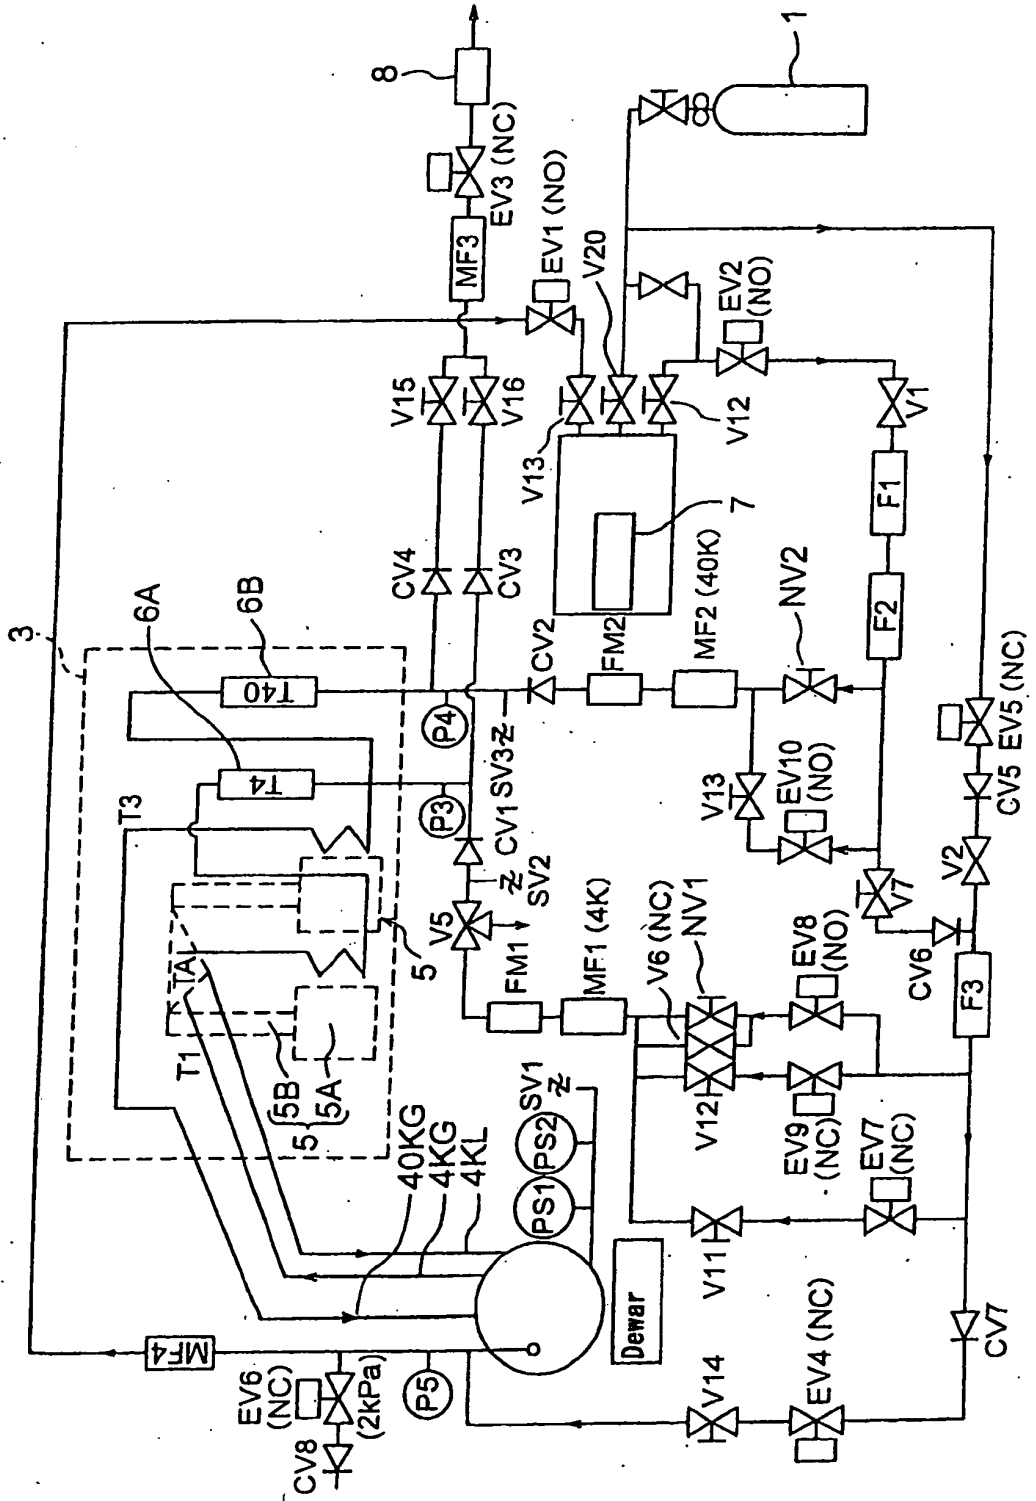 3
8
1
MF3
EV3 (NC)
EV1 (NO)
V20
EV2
(NO)
V15
V16
V13
V12
V1
7
F1
F2
6A
6B
T40
T4
T3
P4
P3
CV4
CV3
CV2
FM2
MF2 (40K)
NV2
SV3
CV1
SV2
V5
V13
EV10
(NO)
V7
EV5 (NC)
CV5
V2
CV6
F3
T1
TA
5
5B
5A
5
FM1
MF1 (4K)
V6 (NC)
NV1
V12
EV8
(NO)
EV9
(NC)
EV7
(NC)
V11
SV1
PS2
PS1
40KG
4KG
4KL
MF4
EV6
(NC)
(2kPa)
CV8
P5
Dewar
V14
EV4 (NC)
CV7